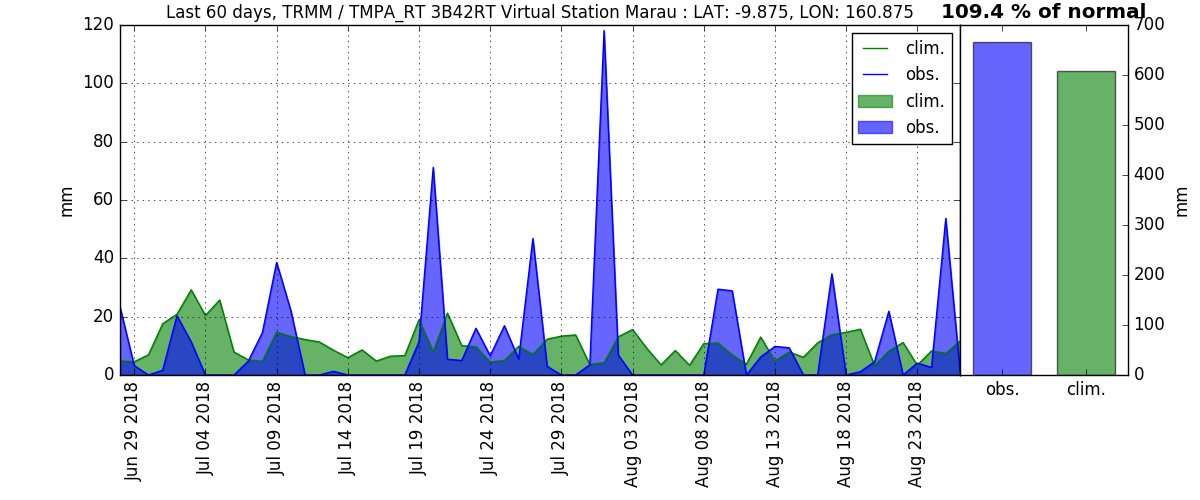 Last 60 days, TRMM / TMPA_RT 3B42RT Virtual Station Marau : LAT: -9.875, LON: 160.875
109.4 % of normal
mm
120
100
80
60
40
20
0
clim.
obs.
clim.
obs.
Jun 29 2018
Jul 04 2018
Jul 09 2018
Jul 14 2018
Jul 19 2018
Jul 24 2018
Jul 29 2018
Aug 03 2018
Aug 08 2018
Aug 13 2018
Aug 18 2018
Aug 23 2018
700
600
500
400
300
200
100
0
mm
obs.
clim.